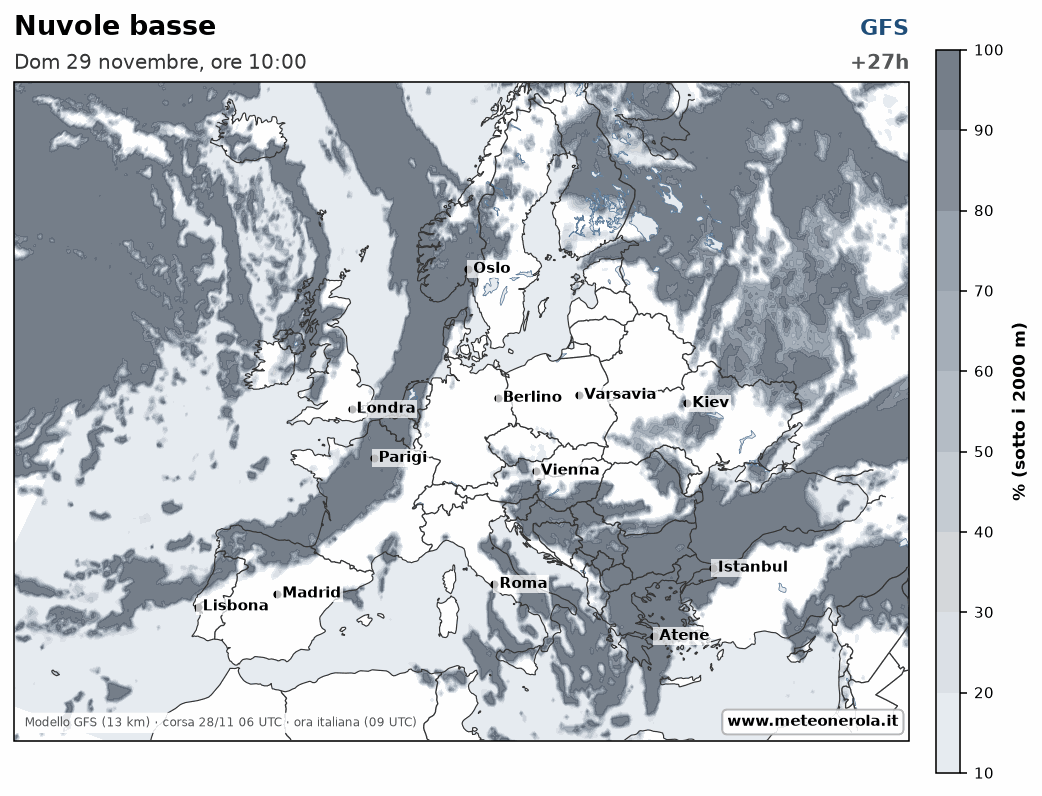 Nuvole basse
GFS
Dom 29 novembre, ore 10:00
+27h
100
90
80
70
60
50
40
30
20
10
% (sotto i 2000 m)
Oslo
Londra
Berlino
Varsavia
Kiev
Parigi
Vienna
Istanbul
Madrid
Roma
Lisbona
Atene
Modello GFS (13 km) · corsa 28/11 06 UTC · ora italiana (09 UTC)
www.meteonerola.it